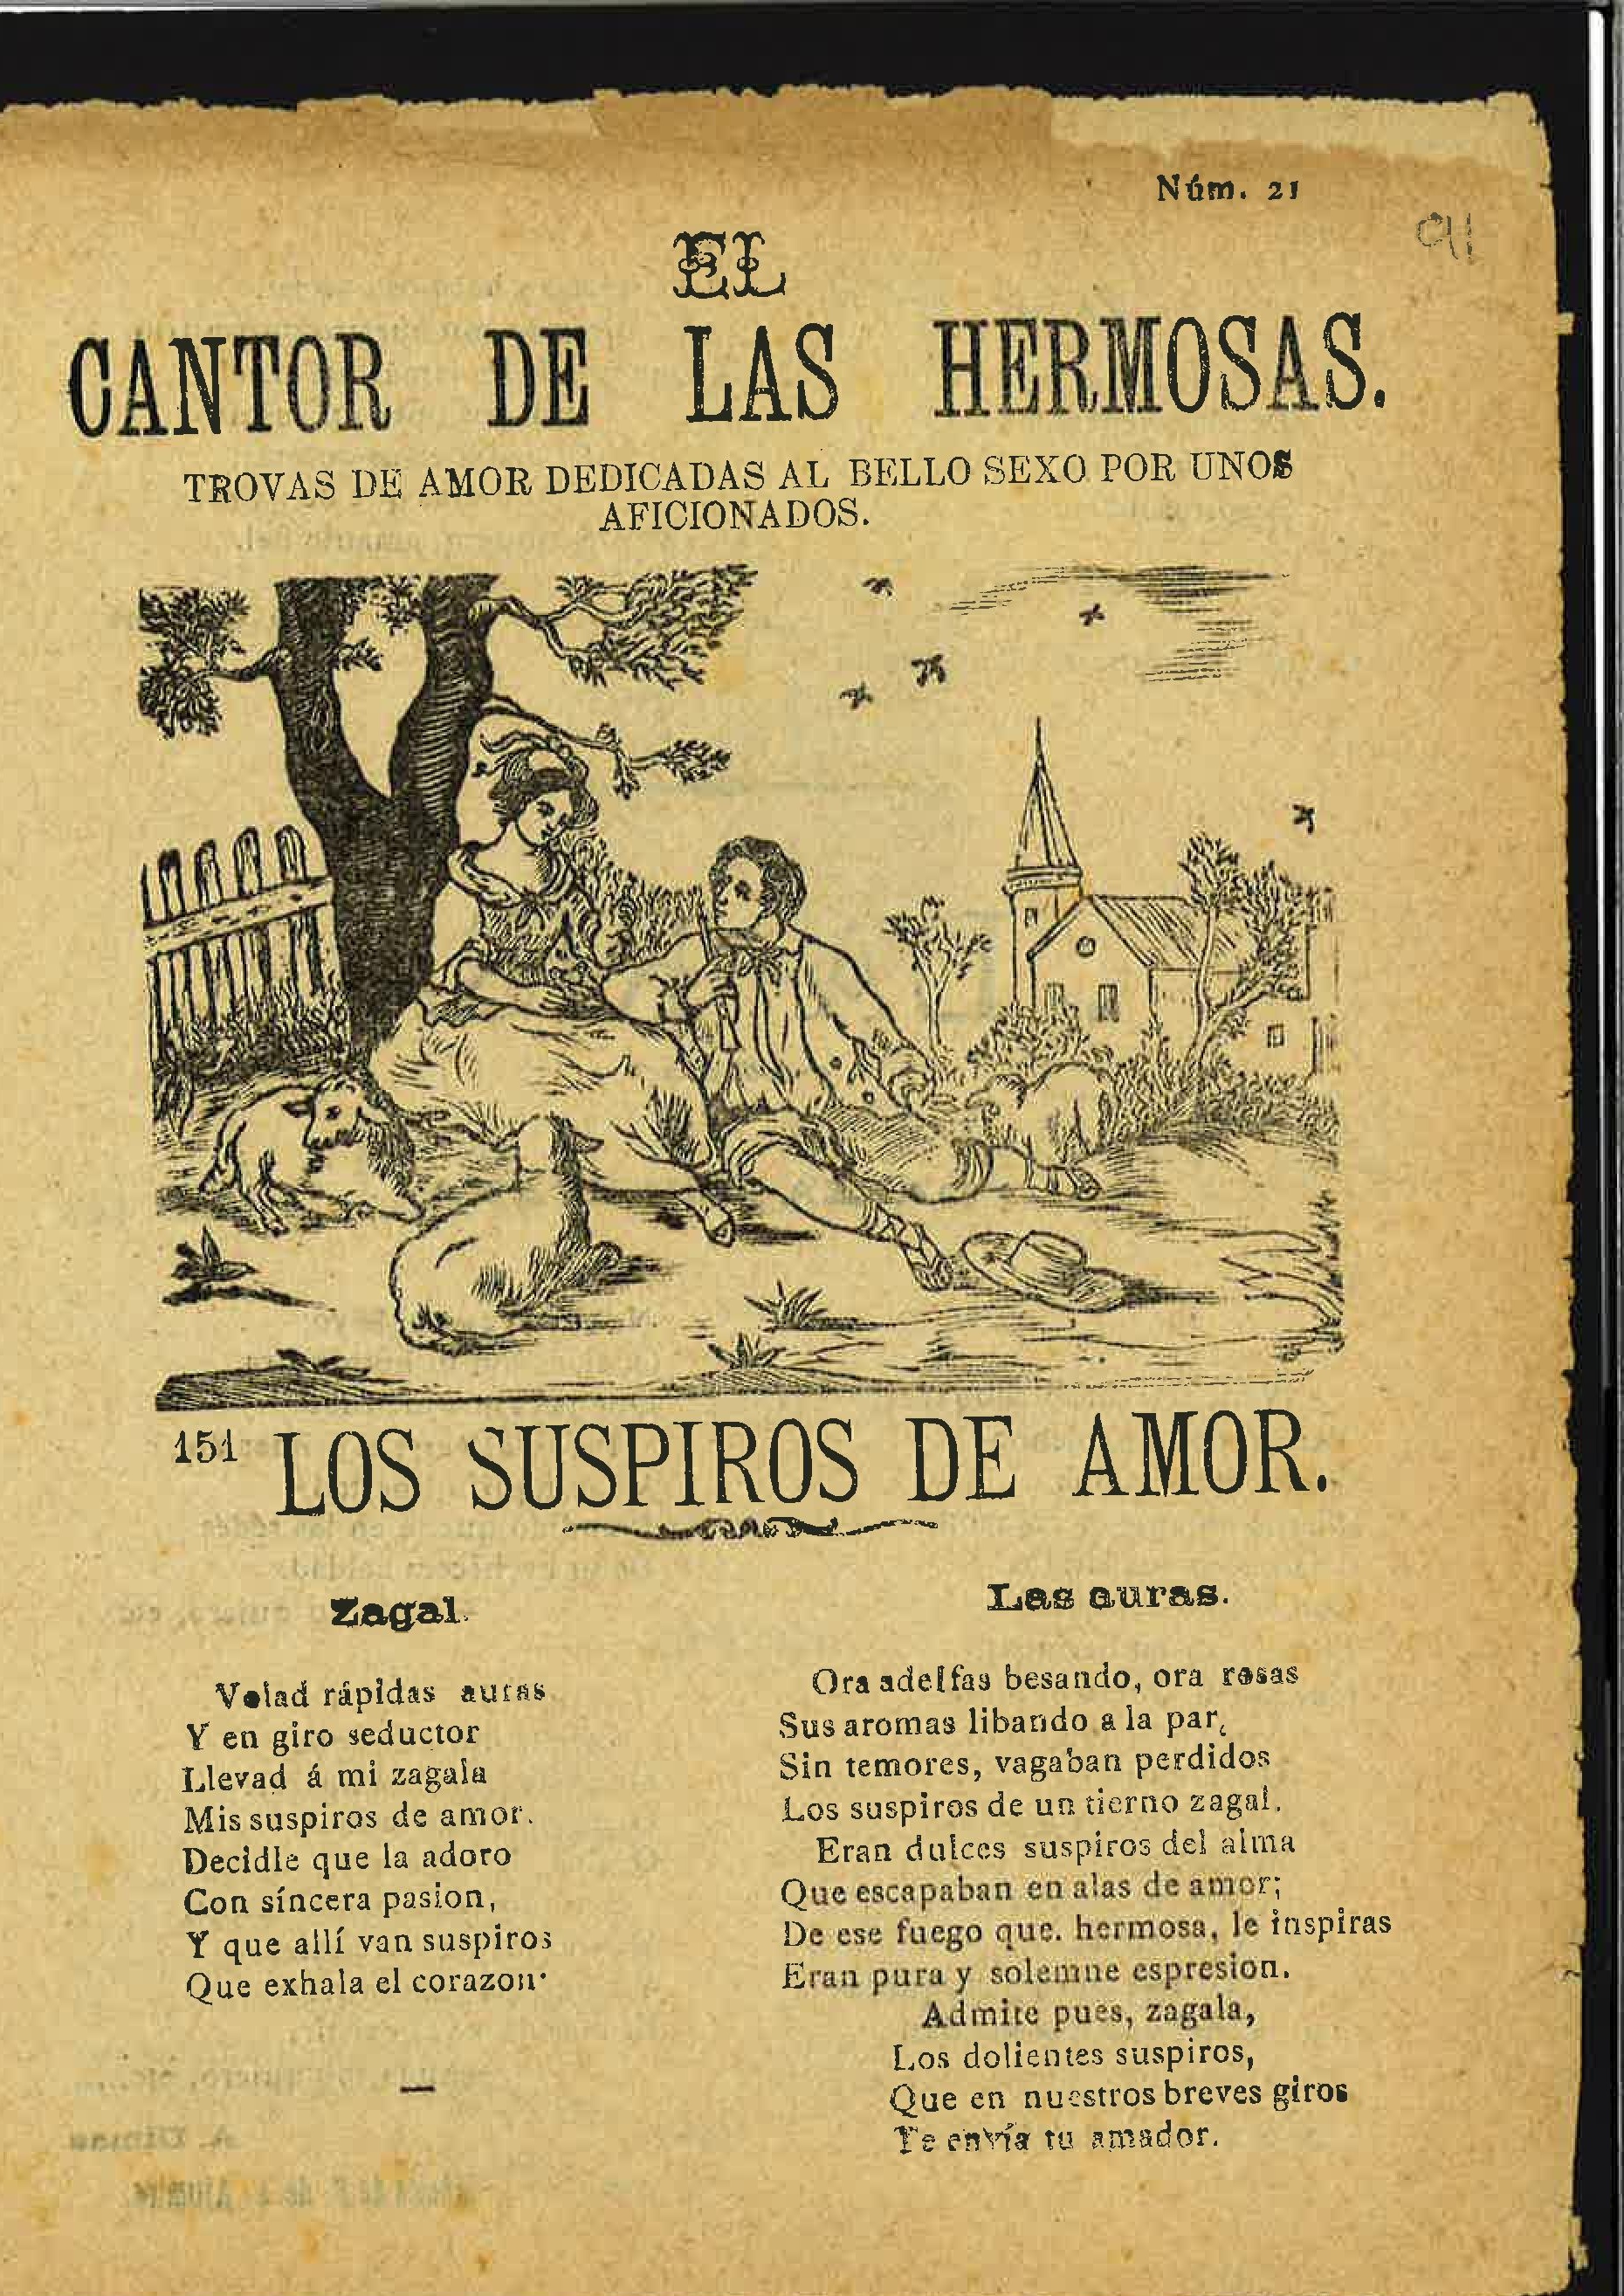 Núm. 21
EL
CANTOR DE LAS HERMOSAS.
TROVAS DE AMOR DEDICADAS AL BELLO SEXO POR UNOS
AFICIONADOS.
151 LOS SUSPIROS DE AMOR.
Zagal.
Volad rápidas auras
Y en giro seductor
Llevad á mi zagala
Mis suspiros de amor.
Decidle que la adoro
Con síncera pasion,
Y que allí van suspiros
Que exhala el corazon·
Las auras.
Ora adelfas besando, ora rosas
Sus aromas libando a la par,
Sin temores, vagaban perdidos
Los suspiros de un tierno zagal.
Eran dulces suspiros del alma
Que escapaban en alas de amor;
De ese fuego que. hermosa, le inspiras
Eran pura y solemne espresion.
Admite pues, zagala,
Los dolientes suspiros,
Que en nuestros breves giros
Te envía tu amador.